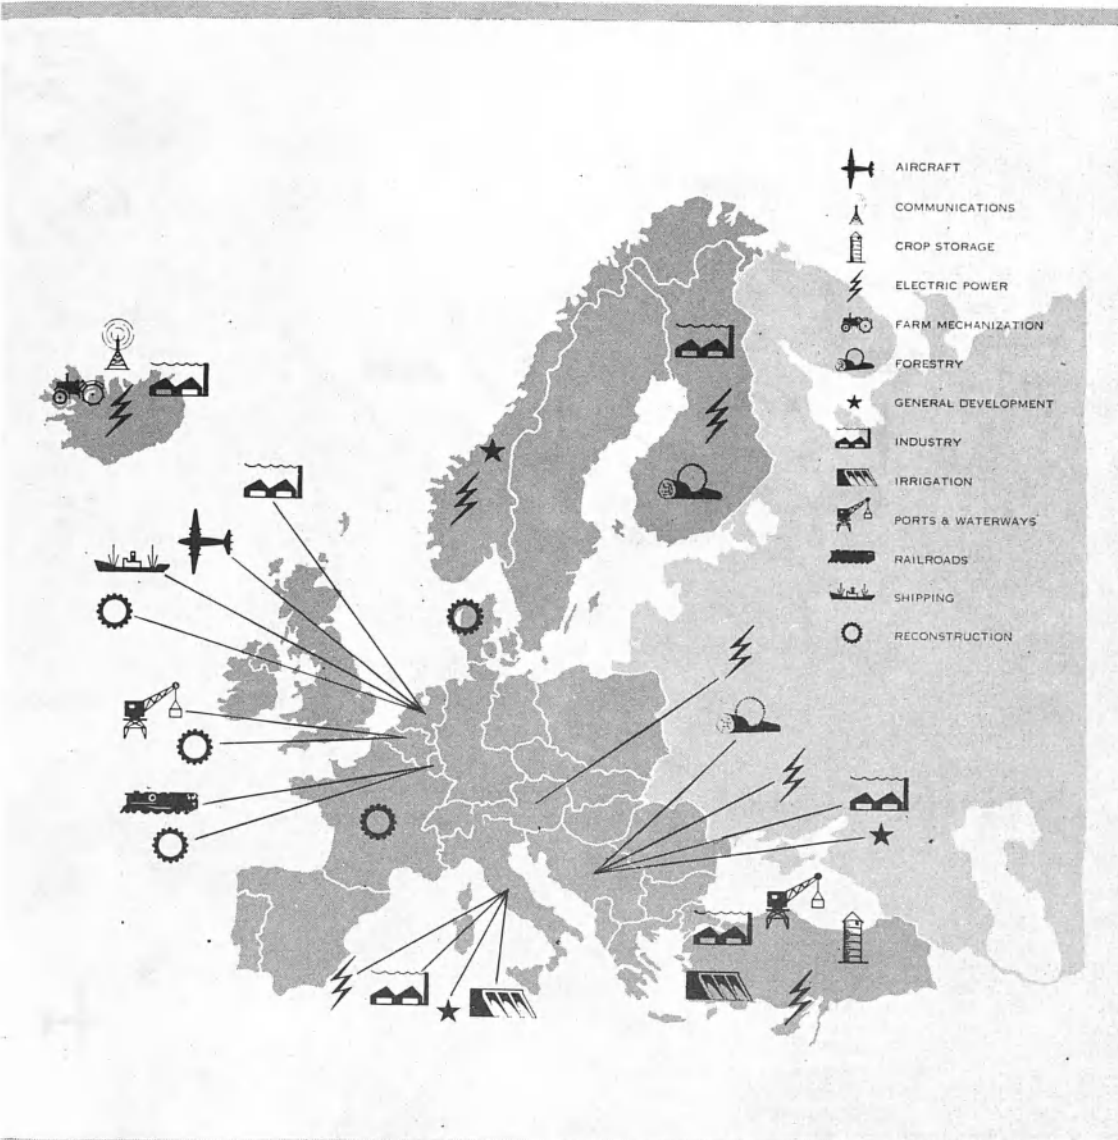 AIRCRAFT
COMMUNICATIONS
CROP STORAGE
ELECTRIC POWER
FARM MECHANIZATION
FORESTRY
GENERAL DEVELOPMENT
INDUSTRY
IRRIGATION
PORTS & WATERWAYS
RAILROADS
SHIPPING
RECONSTRUCTION